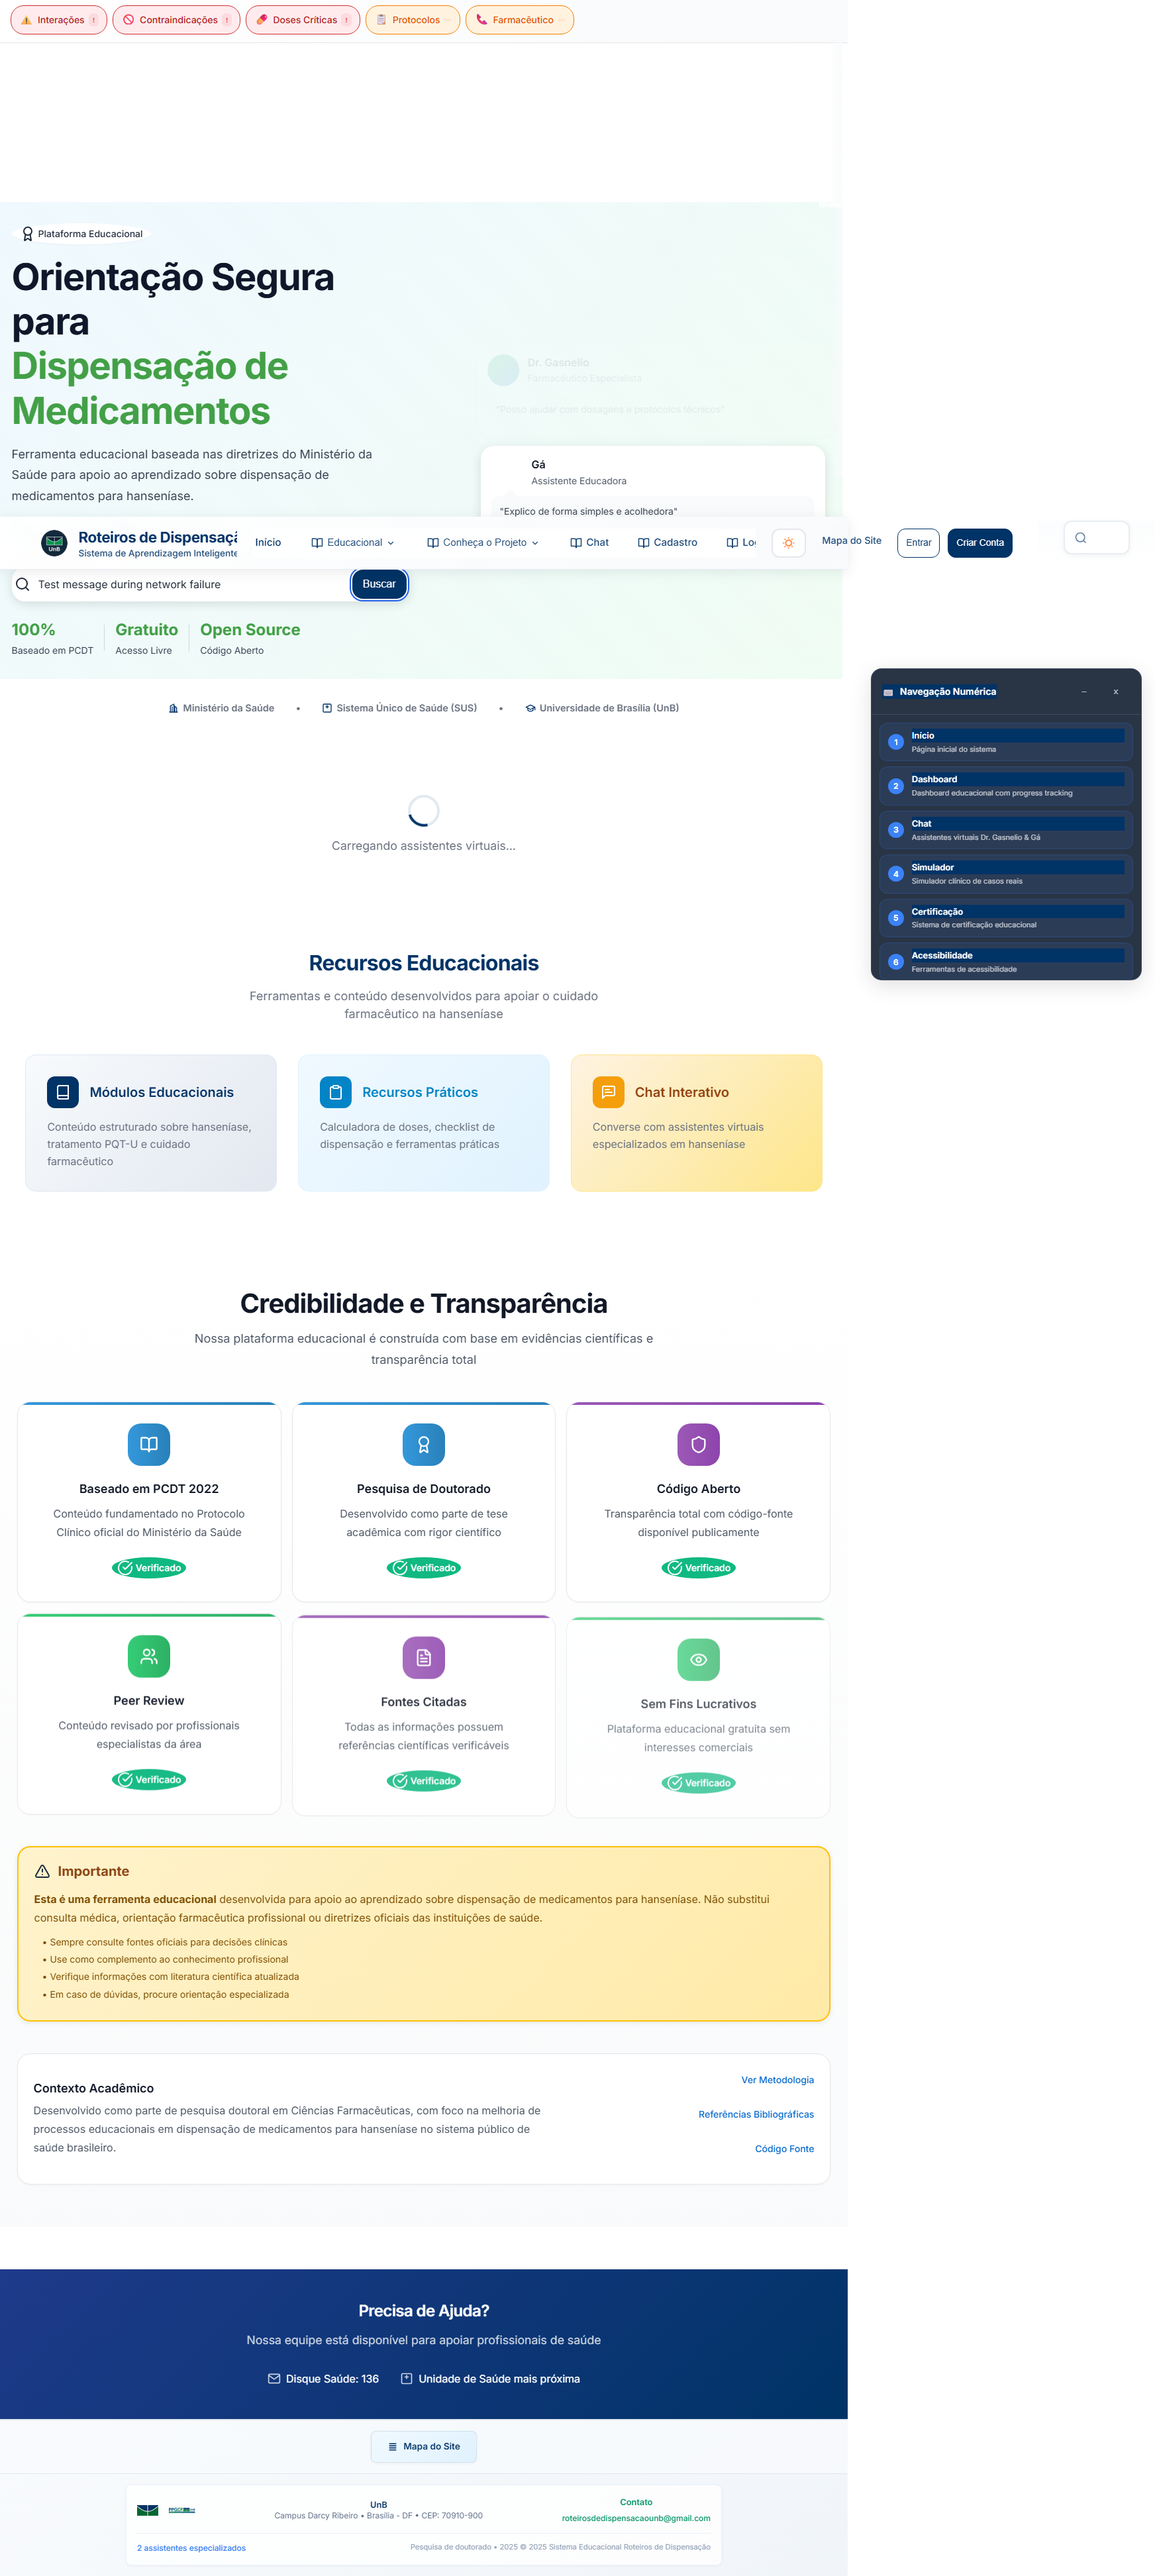 Interações !
Contraindicações !
Doses Críticas !
Protocolos
Farmacêutico
Plataforma Educacional
Orientação Segura
para
Dispensação de
Medicamentos
Ferramenta educacional baseada nas diretrizes do Ministério da
Saúde para apoio ao aprendizado sobre dispensação de
medicamentos para hanseníase.
Dr. Gasnelio
Farmacêutico Especialista
"Posso ajudar com dosagens e protocolos técnicos"
Gá
Assistente Educadora
"Explico de forma simples e acolhedora"
UnB
Roteiros de Dispensaçã
Sistema de Aprendizagem Inteligente
Início
Educacional
Conheça o Projeto
Chat
Cadastro
Mapa do Site
Entrar
Criar Conta
Test message during network failure
Buscar
100%
Baseado em PCDT
Gratuito
Acesso Livre
Open Source
Código Aberto
Ministério da Saúde • Sistema Único de Saúde (SUS) • Universidade de Brasília (UnB)
Navegação Numérica – x
1 Início
Página inicial do sistema
2 Dashboard
Dashboard educacional com progress tracking
3 Chat
Assistentes virtuais Dr. Gasnelio & Gá
4 Simulador
Simulador clínico de casos reais
5 Certificação
Sistema de certificação educacional
6 Acessibilidade
Ferramentas de acessibilidade
Carregando assistentes virtuais...
Recursos Educacionais
Ferramentas e conteúdo desenvolvidos para apoiar o cuidado
farmacêutico na hanseníase
Módulos Educacionais
Conteúdo estruturado sobre hanseníase,
tratamento PQT-U e cuidado
farmacêutico
Recursos Práticos
Calculadora de doses, checklist de
dispensação e ferramentas práticas
Chat Interativo
Converse com assistentes virtuais
especializados em hanseníase
Credibilidade e Transparência
Nossa plataforma educacional é construída com base em evidências científicas e
transparência total
Baseado em PCDT 2022
Conteúdo fundamentado no Protocolo
Clínico oficial do Ministério da Saúde
Verificado
Pesquisa de Doutorado
Desenvolvido como parte de tese
acadêmica com rigor científico
Verificado
Código Aberto
Transparência total com código-fonte
disponível publicamente
Verificado
Peer Review
Conteúdo revisado por profissionais
especialistas da área
Verificado
Fontes Citadas
Todas as informações possuem
referências científicas verificáveis
Verificado
Sem Fins Lucrativos
Plataforma educacional gratuita sem
interesses comerciais
Verificado
Importante
Esta é uma ferramenta educacional desenvolvida para apoio ao aprendizado sobre dispensação de medicamentos para hanseníase. Não substitui
consulta médica, orientação farmacêutica profissional ou diretrizes oficiais das instituições de saúde.
• Sempre consulte fontes oficiais para decisões clínicas
• Use como complemento ao conhecimento profissional
• Verifique informações com literatura científica atualizada
• Em caso de dúvidas, procure orientação especializada
Contexto Acadêmico
Desenvolvido como parte de pesquisa doutoral em Ciências Farmacêuticas, com foco na melhoria de
processos educacionais em dispensação de medicamentos para hanseníase no sistema público de
saúde brasileiro.
Ver Metodologia
Referências Bibliográficas
Código Fonte
Precisa de Ajuda?
Nossa equipe está disponível para apoiar profissionais de saúde
Disque Saúde: 136
Unidade de Saúde mais próxima
Mapa do Site
UnB
Campus Darcy Ribeiro • Brasília - DF • CEP: 70910-900
Contato
roteirosdedispensacaounb@gmail.com
2 assistentes especializados
Pesquisa de doutorado • 2025 © 2025 Sistema Educacional Roteiros de Dispensação